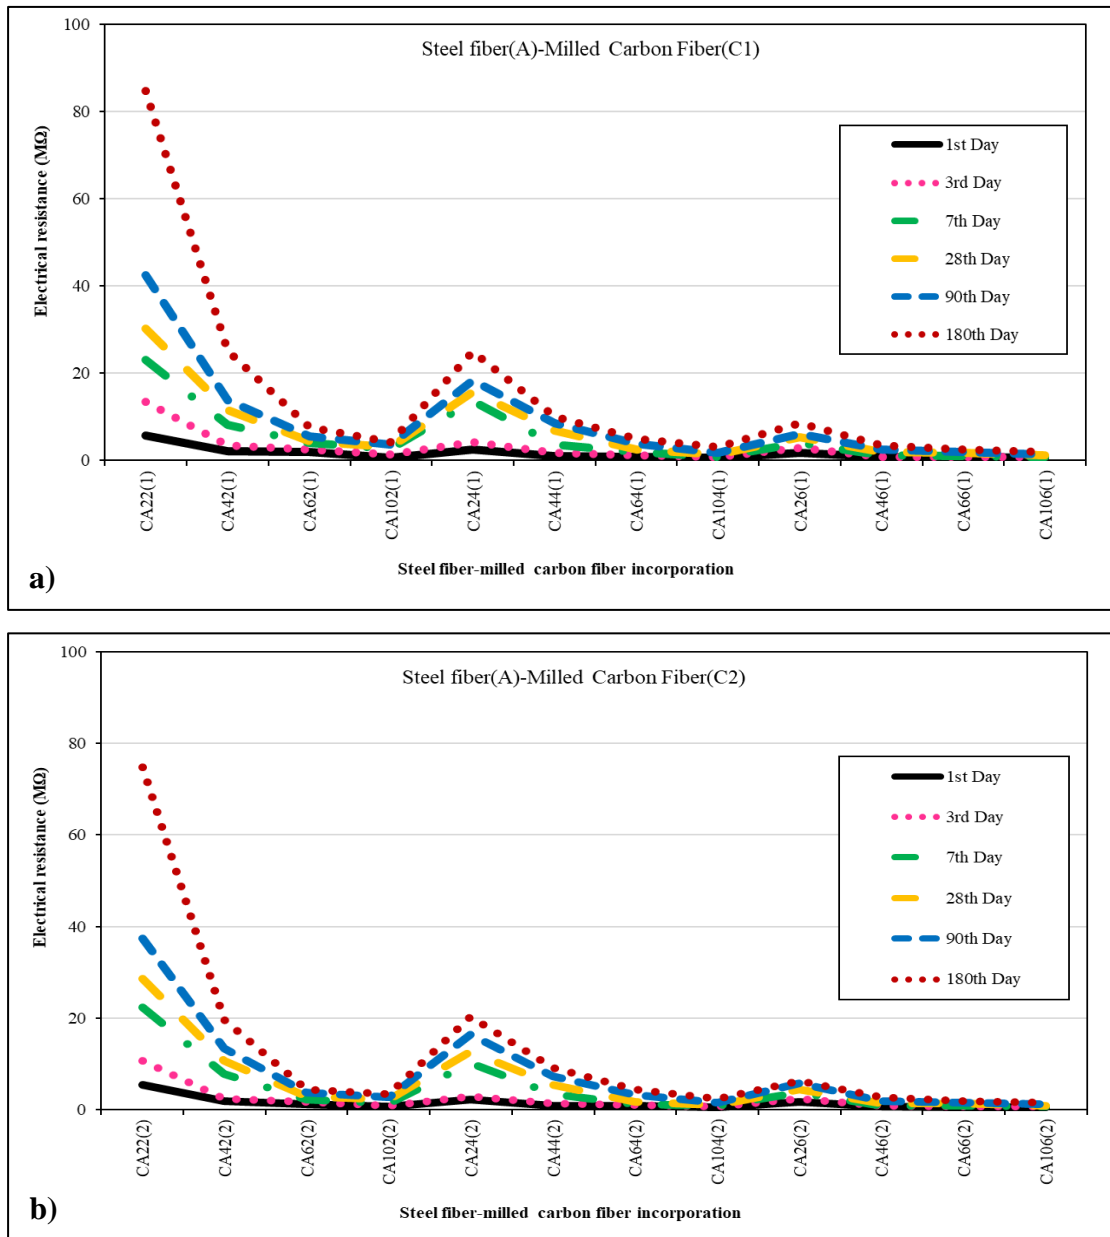 Steel fiber(A)-Milled Carbon Fiber(C1)
Electrical resistance (MΩ)
100
80
60
40
20
0
1st Day
3rd Day
7th Day
28th Day
90th Day
180th Day
CA22(1)
CA42(1)
CA62(1)
CA102(1)
CA24(1)
CA44(1)
CA64(1)
CA104(1)
CA26(1)
CA46(1)
CA66(1)
CA106(1)
Steel fiber-milled carbon fiber incorporation
a)
Steel fiber(A)-Milled Carbon Fiber(C2)
Electrical resistance (MΩ)
100
80
60
40
20
0
1st Day
3rd Day
7th Day
28th Day
90th Day
180th Day
CA22(2)
CA42(2)
CA62(2)
CA102(2)
CA24(2)
CA44(2)
CA64(2)
CA104(2)
CA26(2)
CA46(2)
CA66(2)
CA106(2)
Steel fiber-milled carbon fiber incorporation
b)